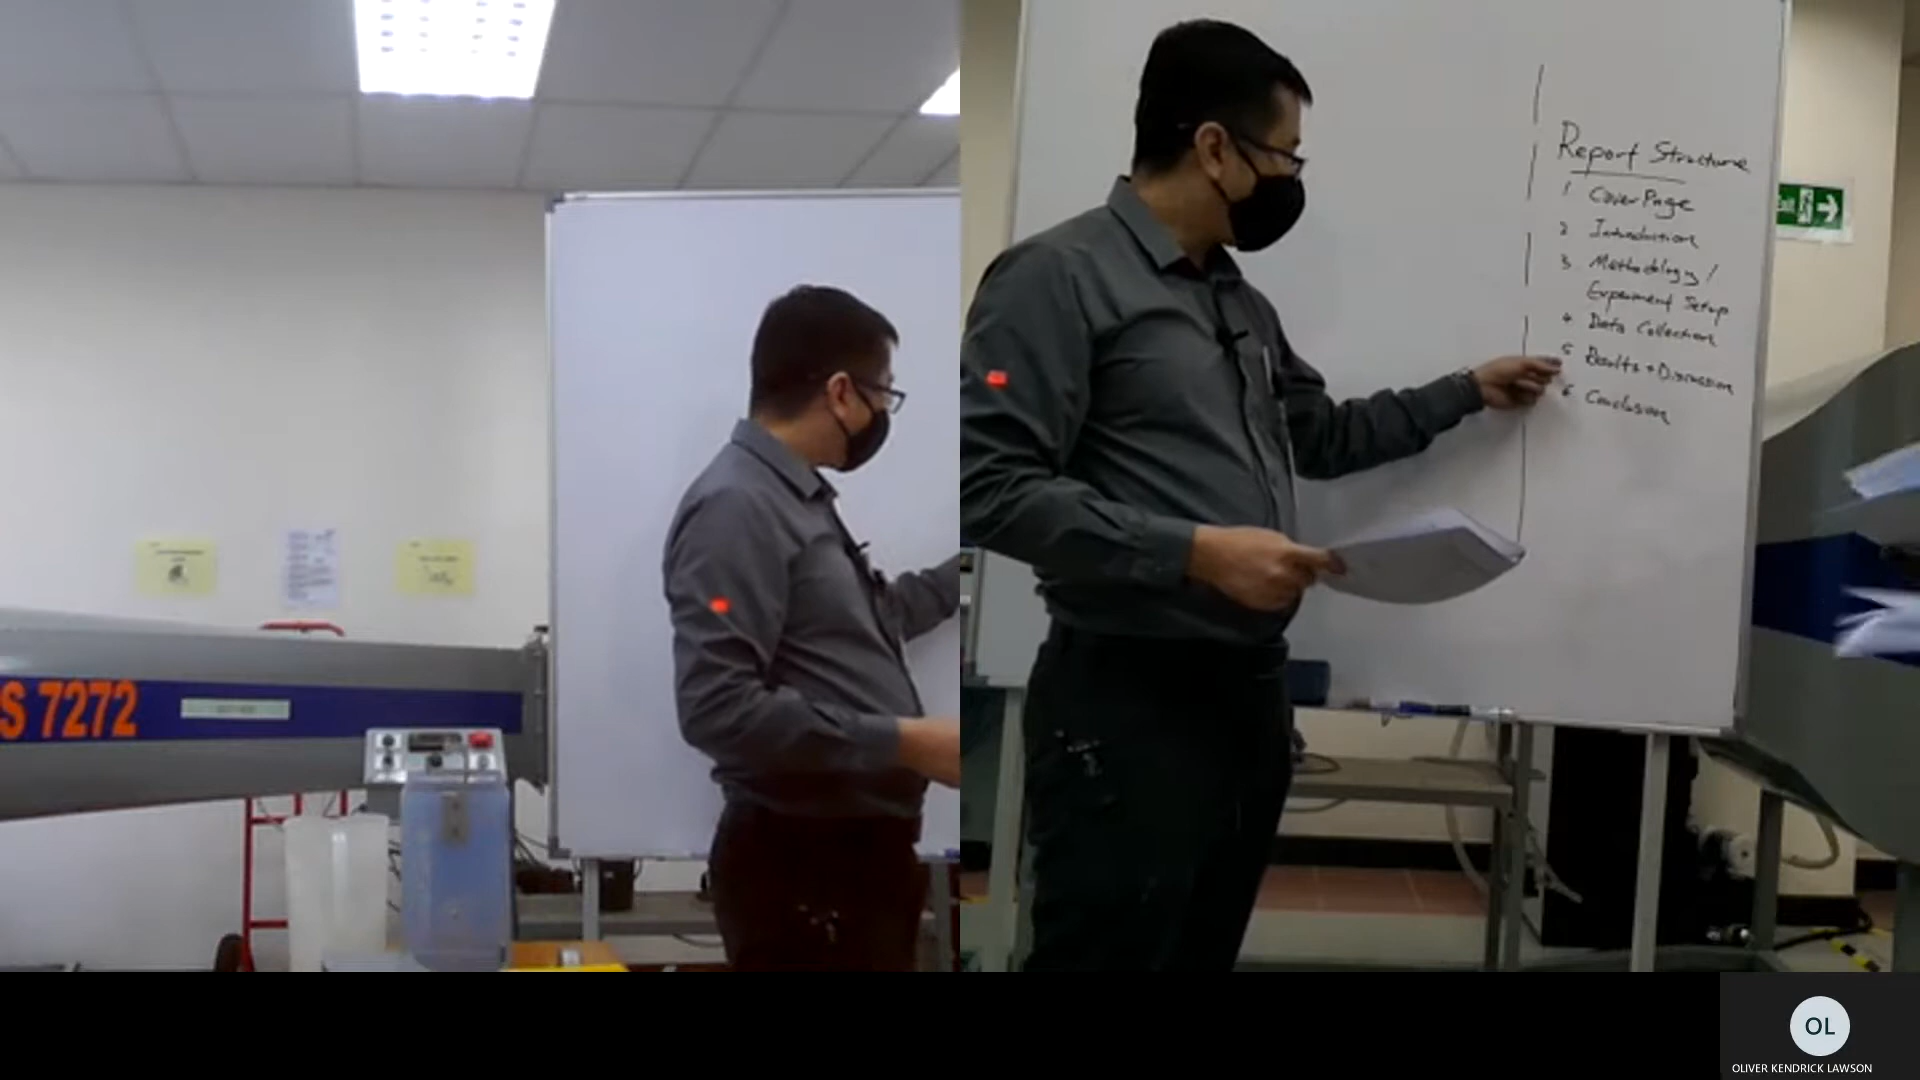 S 7272
Report Structure
1 Cover Page
2 Introduction
3 Methodology /
Experiment Setup
4 Data Collection
5 Results + Discussion
6 Conclusion
Exit
OL
OLIVER KENDRICK LAWSON